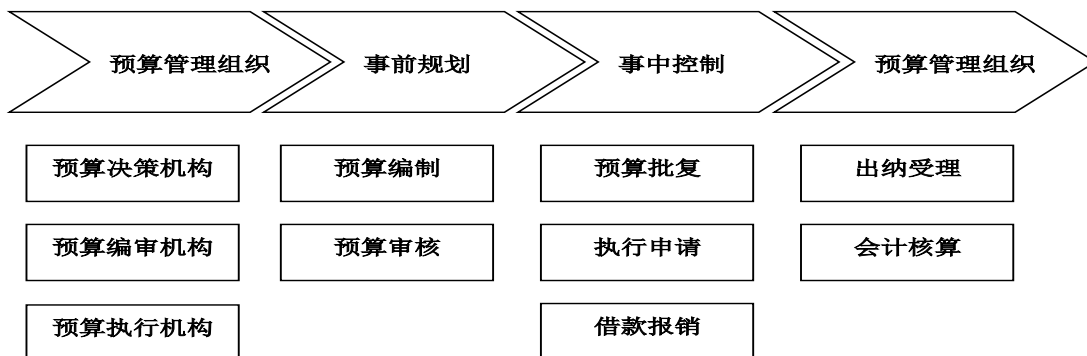 预算管理组织
事前规划
事中控制
预算管理组织
预算决策机构
预算编制
预算批复
出纳受理
预算编审机构
预算审核
执行申请
会计核算
预算执行机构
借款报销